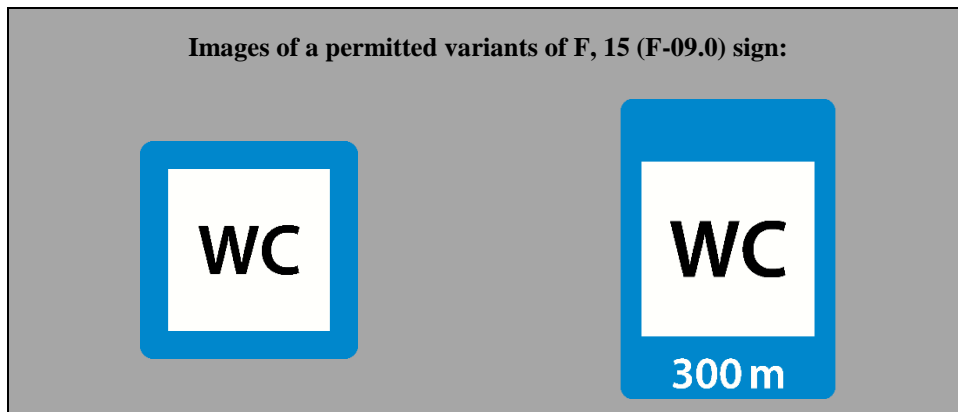 Images of a permitted variants of F, 15 (F-09.0) sign:
WC
WC
300 m